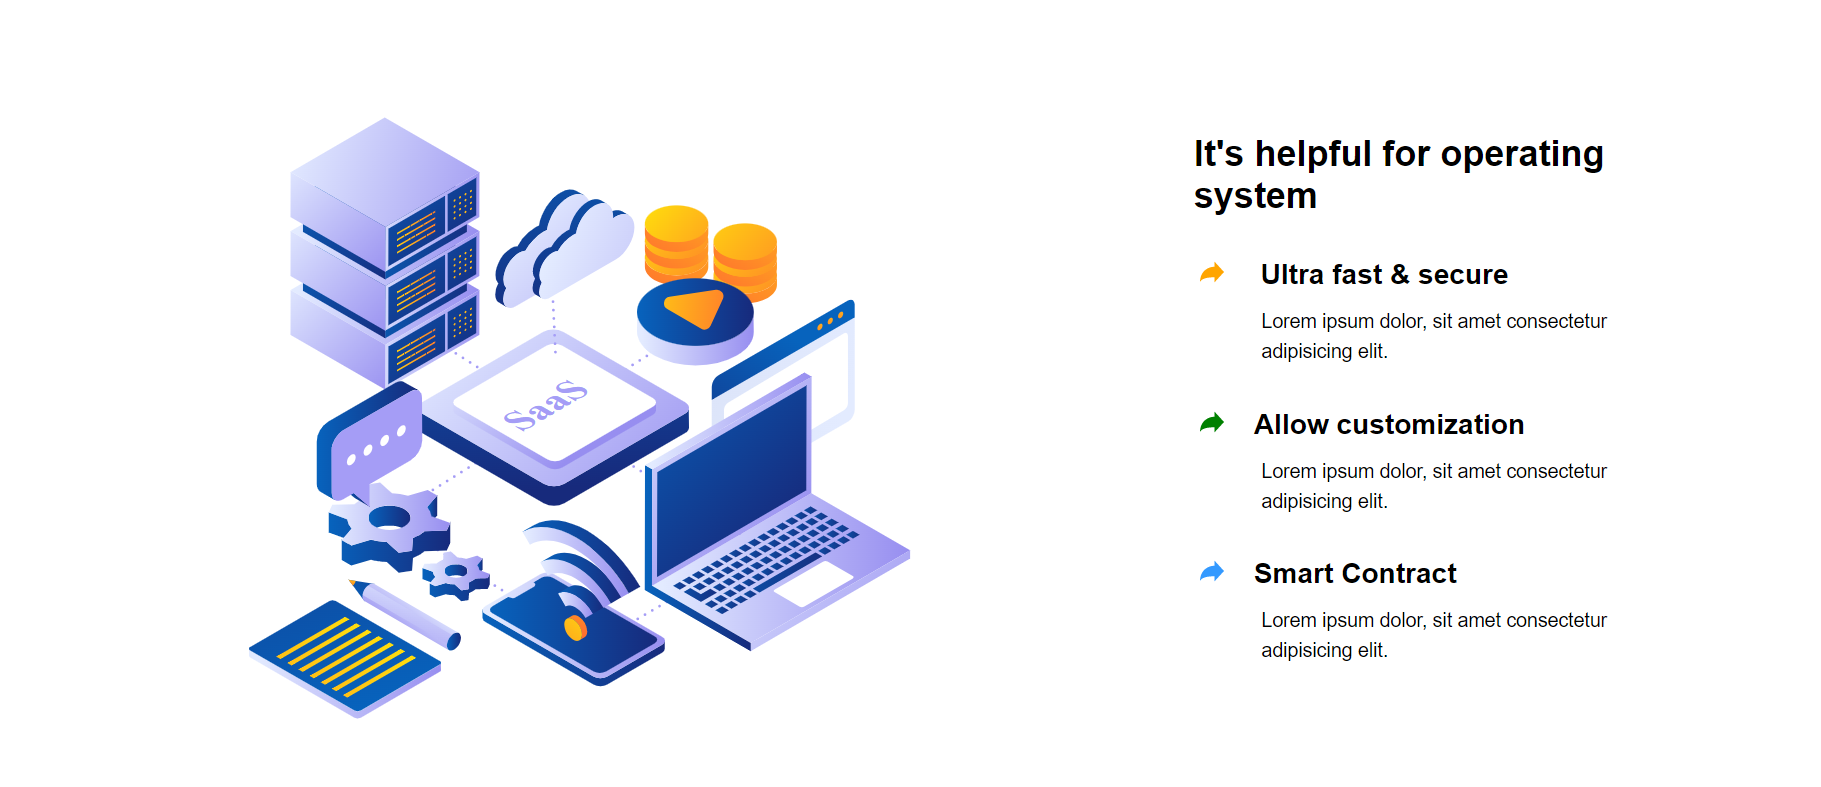 SaaS
It's helpful for operating
system
Ultra fast & secure
Lorem ipsum dolor, sit amet consectetur
adipisicing elit.
Allow customization
Lorem ipsum dolor, sit amet consectetur
adipisicing elit.
Smart Contract
Lorem ipsum dolor, sit amet consectetur
adipisicing elit.